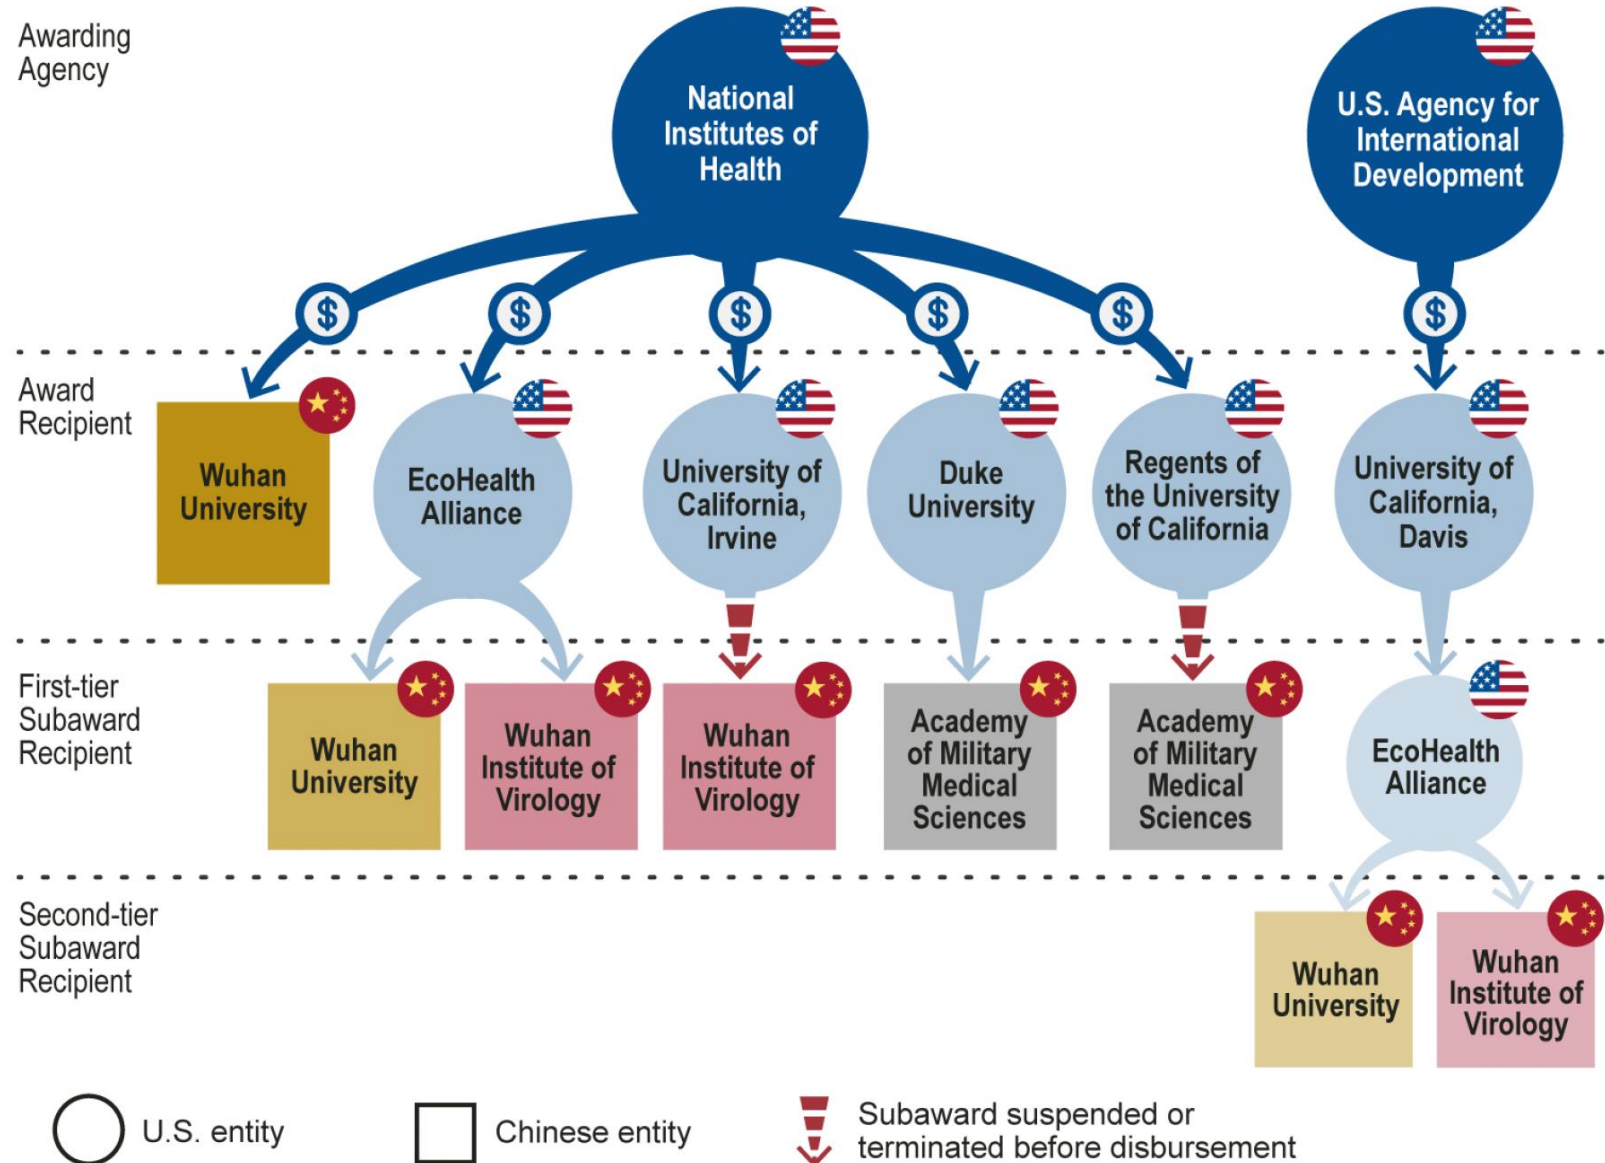 Awarding
Agency
National
Institutes of
Health
U.S. Agency for
International
Development
$
$
$
$
$
$
Award
Recipient
Wuhan
University
EcoHealth
Alliance
University of
California,
Irvine
Duke
University
Regents of
the University
of California
University of
California,
Davis
First-tier
Subaward
Recipient
Wuhan
University
Wuhan
Institute of
Virology
Wuhan
Institute of
Virology
Academy
of Military
Medical
Sciences
Academy
of Military
Medical
Sciences
EcoHealth
Alliance
Second-tier
Subaward
Recipient
Wuhan
University
Wuhan
Institute of
Virology
U.S. entity
Chinese entity
Subaward suspended or
terminated before disbursement